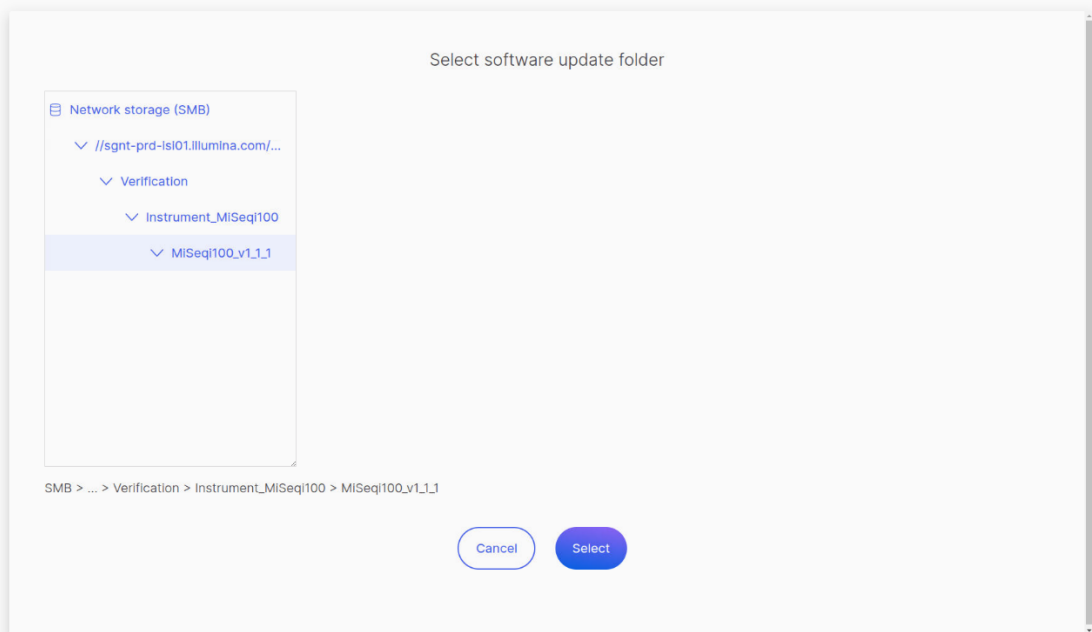 Select software update folder
Network storage (SMB)
//sgnt-prd-isl01.illumina.com/...
Verification
Instrument_MiSeqi100
MiSeqi100_v1_1_1
SMB > ... > Verification > Instrument_MiSeqi100 > MiSeqi100_v1_1_1
Cancel
Select